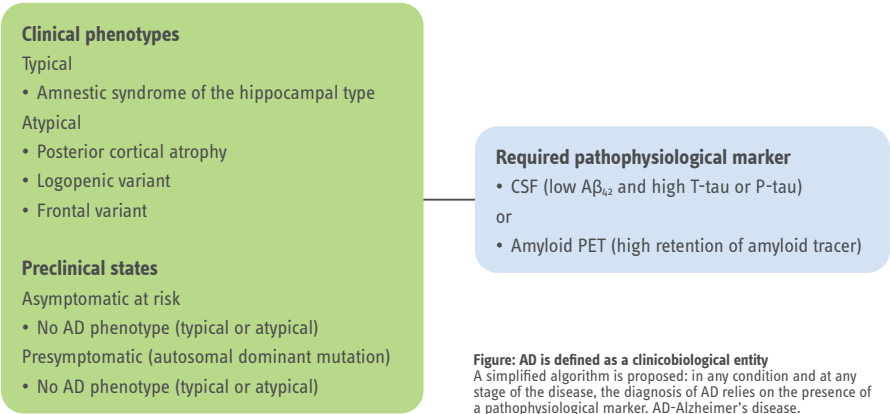 Clinical phenotypes
Typical
• Amnestic syndrome of the hippocampal type
Atypical
• Posterior cortical atrophy
• Logopenic variant
• Frontal variant
Preclinical states
Asymptomatic at risk
• No AD phenotype (typical or atypical)
Presymptomatic (autosomal dominant mutation)
• No AD phenotype (typical or atypical)
Required pathophysiological marker
• CSF (low Aβ₄₂ and high T-tau or P-tau)
or
• Amyloid PET (high retention of amyloid tracer)
Figure: AD is defined as a clinicobiological entity
A simplified algorithm is proposed: in any condition and at any
stage of the disease, the diagnosis of AD relies on the presence of
a pathophysiological marker. AD-Alzheimer's disease.